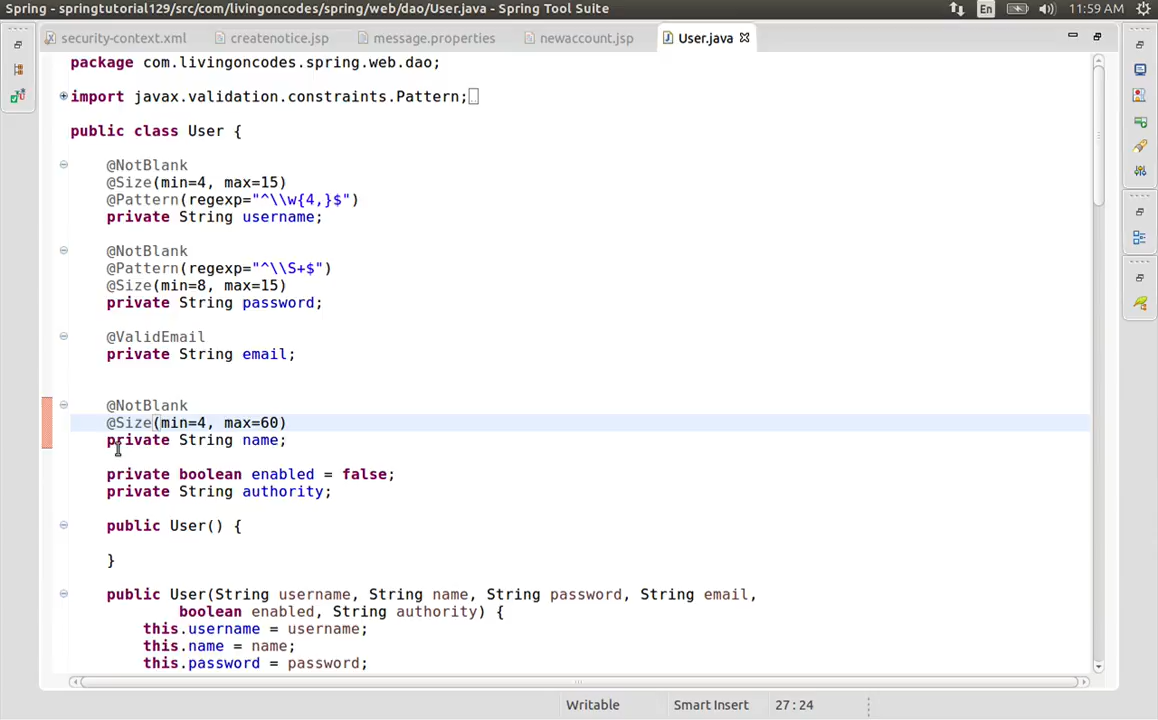 Spring - springtutorial129/src/com/livingoncodes/spring/web/dao/User.java - Spring Tool Suite
En
11:59 AM
security-context.xml
createnotice.jsp
message.properties
newaccount.jsp
User.java
package com.livingoncodes.spring.web.dao;
import javax.validation.constraints.Pattern;
public class User {
@NotBlank
@Size(min=4, max=15)
@Pattern(regexp="^\\w{4,}$")
private String username;
@NotBlank
@Pattern(regexp="^\\S+$")
@Size(min=8, max=15)
private String password;
@ValidEmail
private String email;
@NotBlank
@Size(min=4, max=60)
private String name;
private boolean enabled = false;
private String authority;
public User() {
}
public User(String username, String name, String password, String email,
boolean enabled, String authority) {
this.username = username;
this.name = name;
this.password = password;
Writable
Smart Insert
27 : 24